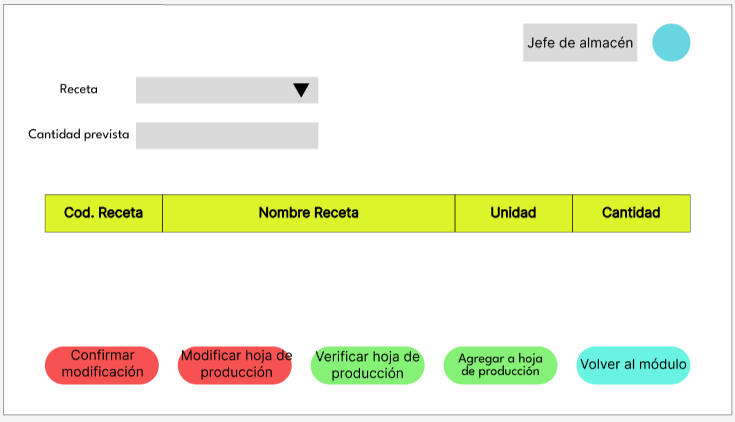 Jefe de almacén
Receta
Cantidad prevista
Cod. Receta Nombre Receta Unidad Cantidad
Confirmar
modificación
Modificar hoja de
producción
Verificar hoja de
producción
Agregar a hoja
de producción
Volver al módulo